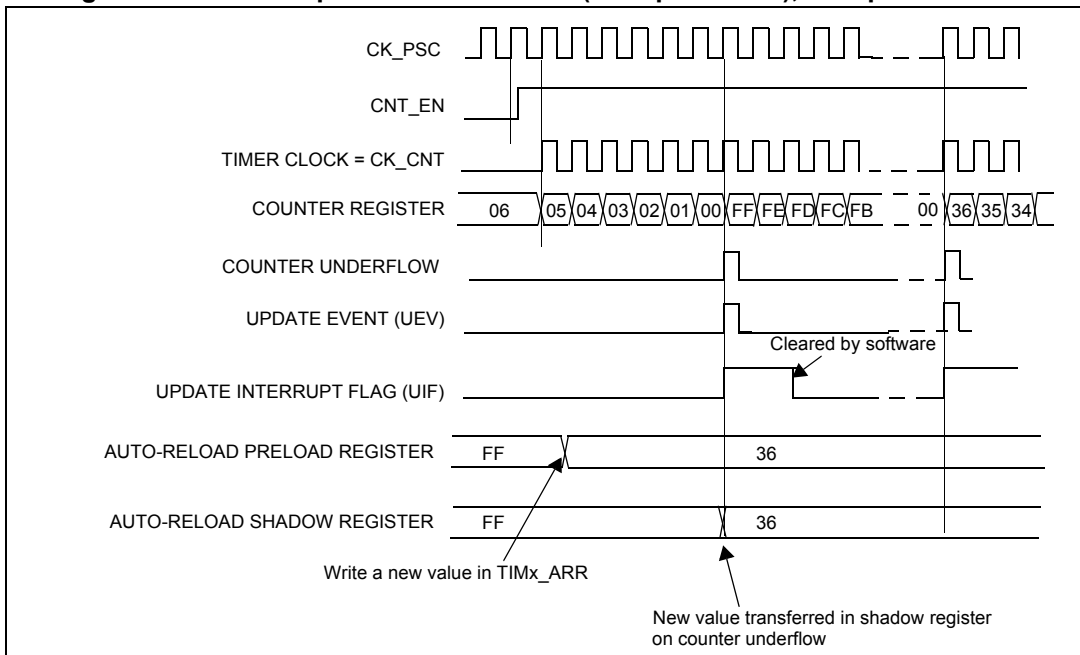 CK_PSC
CNT_EN
TIMER CLOCK = CK_CNT
COUNTER REGISTER 06 05 04 03 02 01 00 FF FE FD FC FB 00 36 35 34
COUNTER UNDERFLOW
UPDATE EVENT (UEV)
Cleared by software
UPDATE INTERRUPT FLAG (UIF)
AUTO-RELOAD PRELOAD REGISTER FF 36
AUTO-RELOAD SHADOW REGISTER FF 36
Write a new value in TIMx_ARR
New value transferred in shadow register
on counter underflow